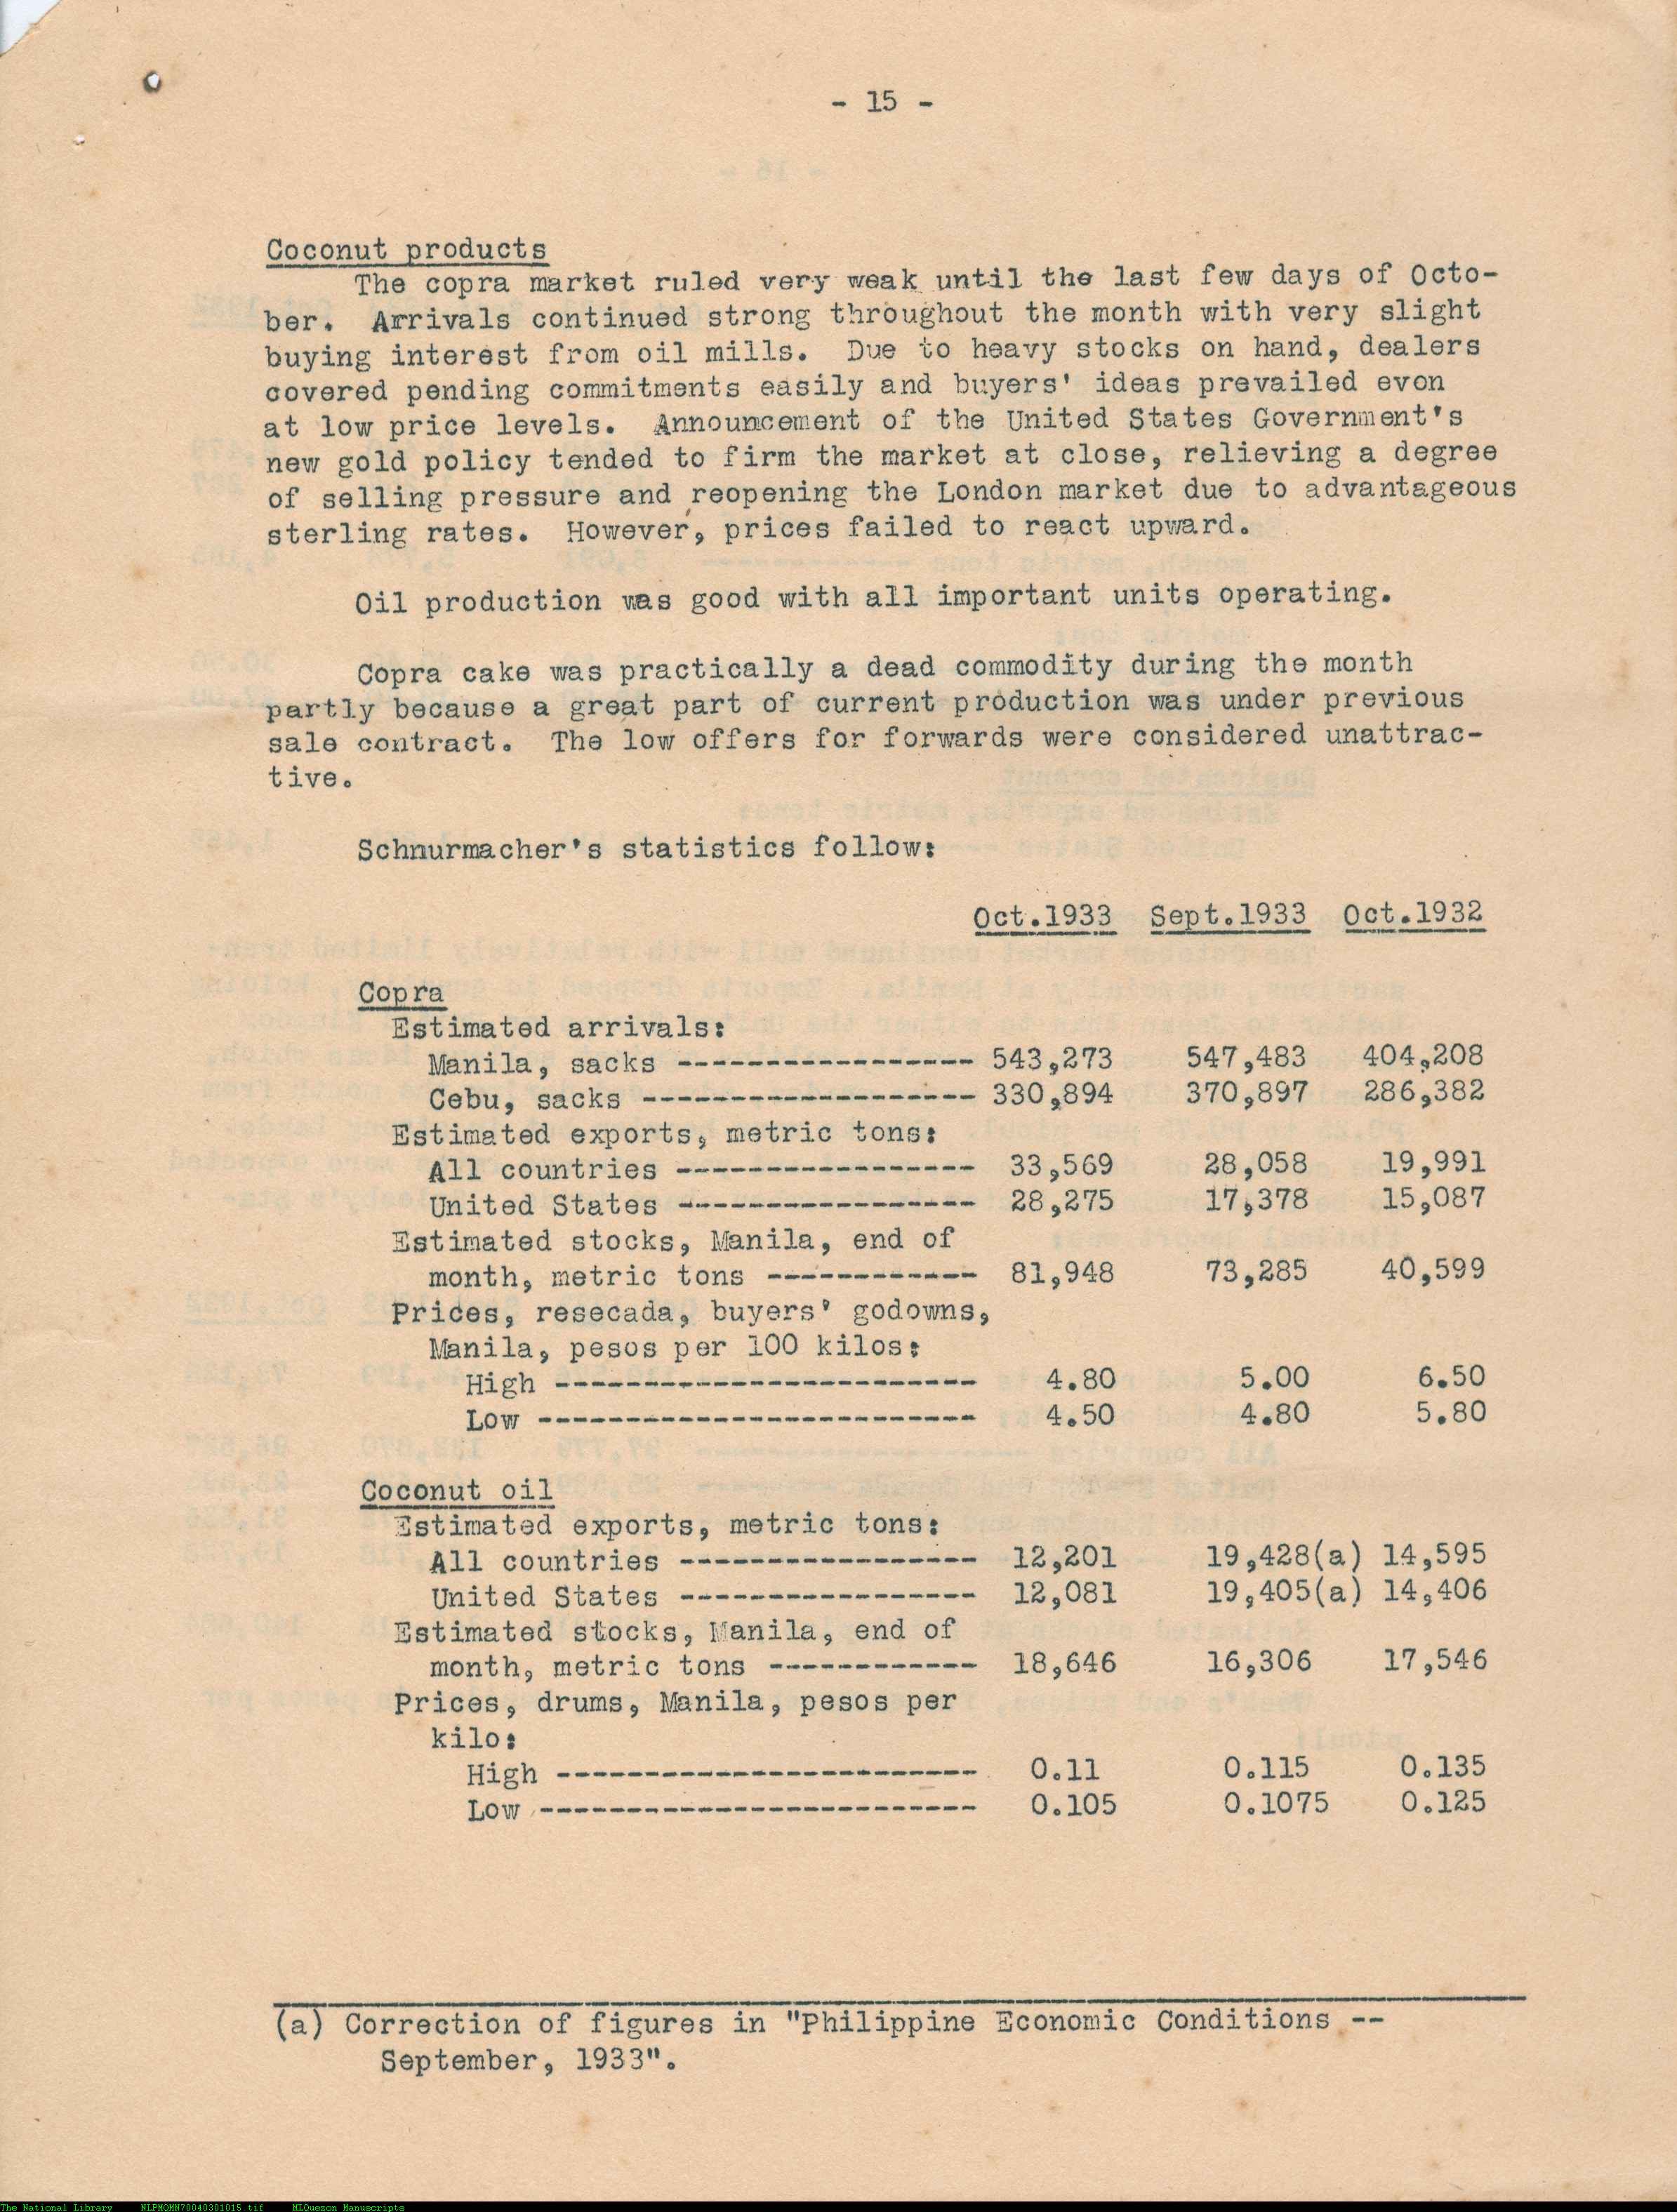 - 15 -
Coconut products
The copra market ruled very weak until the last few days of Octo-
ber. Arrivals continued strong throughout the month with very slight
buying interest from oil mills. Due to heavy stocks on hand, dealers
covered pending commitments easily and buyers' ideas prevailed evon
at low price levels. Announcement of the United States Government's
new gold policy tended to firm the market at close, relieving a degree
of selling pressure and reopening the London market due to advantageous
sterling rates. However, prices failed to react upward.
Oil production was good with all important units operating.
Copra cake was practically a dead commodity during the month
partly because a great part of current production was under previous
sale contract. The low offers for forwards were considered unattrac-
tive.
Schnurmacher's statistics follow:
Oct.1933 Sept.1933 Oct.1932
Copra
Estimated arrivals:
Manila, sacks ----------------- 543,273 547,483 404,208
Cebu, sacks ------------------- 330,894 370,897 286,382
Estimated exports, metric tons:
All countries ----------------- 33,569 28,058 19,991
United States ----------------- 28,275 17,378 15,087
Estimated stocks, Manila, end of
month, metric tons ------------ 81,948 73,285 40,599
Prices, resecada, buyers' godowns,
Manila, pesos per 100 kilos:
High ------------------------ 4.80 5.00 6.50
Low ------------------------- 4.50 4.80 5.80
Coconut oil
Estimated exports, metric tons:
All countries ----------------- 12,201 19,428(a) 14,595
United States ----------------- 12,081 19,405(a) 14,406
Estimated stocks, Manila, end of
month, metric tons ------------ 18,646 16,306 17,546
Prices, drums, Manila, pesos per
kilo:
High ------------------------ 0.11 0.115 0.135
Low ------------------------- 0.105 0.1075 0.125
(a) Correction of figures in "Philippine Economic Conditions --
September, 1933".
The National Library NLPMQMN70040301015.tif MLQuezon Manuscripts